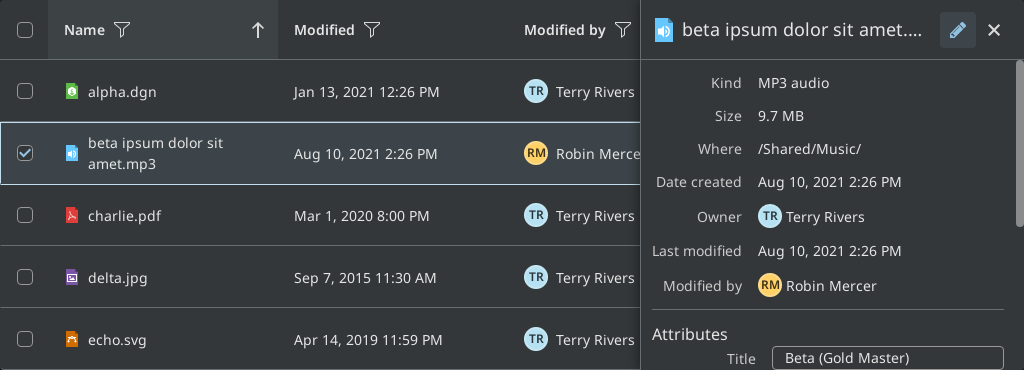 Name Modified Modified by
alpha.dgn Jan 13, 2021 12:26 PM TR Terry Rivers
beta ipsum dolor sit
amet.mp3 Aug 10, 2021 2:26 PM RM Robin Merce
charlie.pdf Mar 1, 2020 8:00 PM TR Terry Rivers
delta.jpg Sep 7, 2015 11:30 AM TR Terry Rivers
echo.svg Apr 14, 2019 11:59 PM TR Terry Rivers
beta ipsum dolor sit amet....
Kind MP3 audio
Size 9.7 MB
Where /Shared/Music/
Date created Aug 10, 2021 2:26 PM
Owner TR Terry Rivers
Last modified Aug 10, 2021 2:26 PM
Modified by RM Robin Mercer
Attributes
Title Beta (Gold Master)